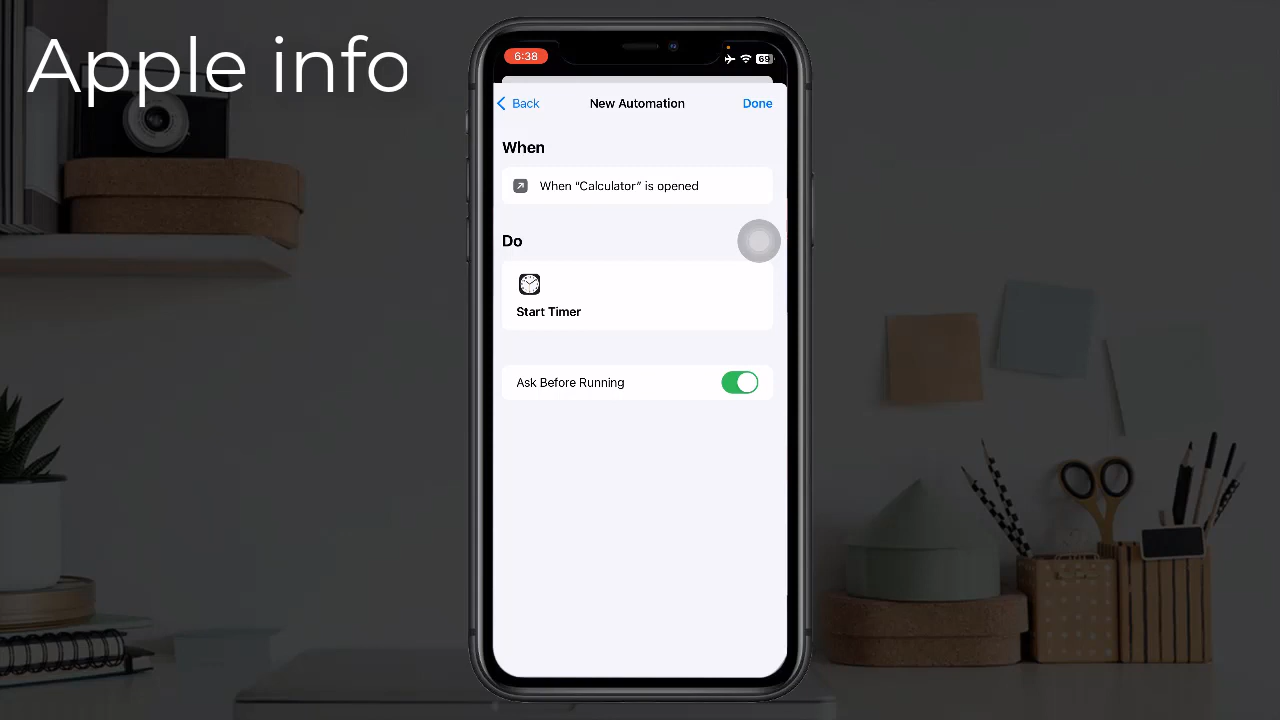 Apple info
6:38
69
Back
New Automation
Done
When
When “Calculator” is opened
Do
Start Timer
Ask Before Running